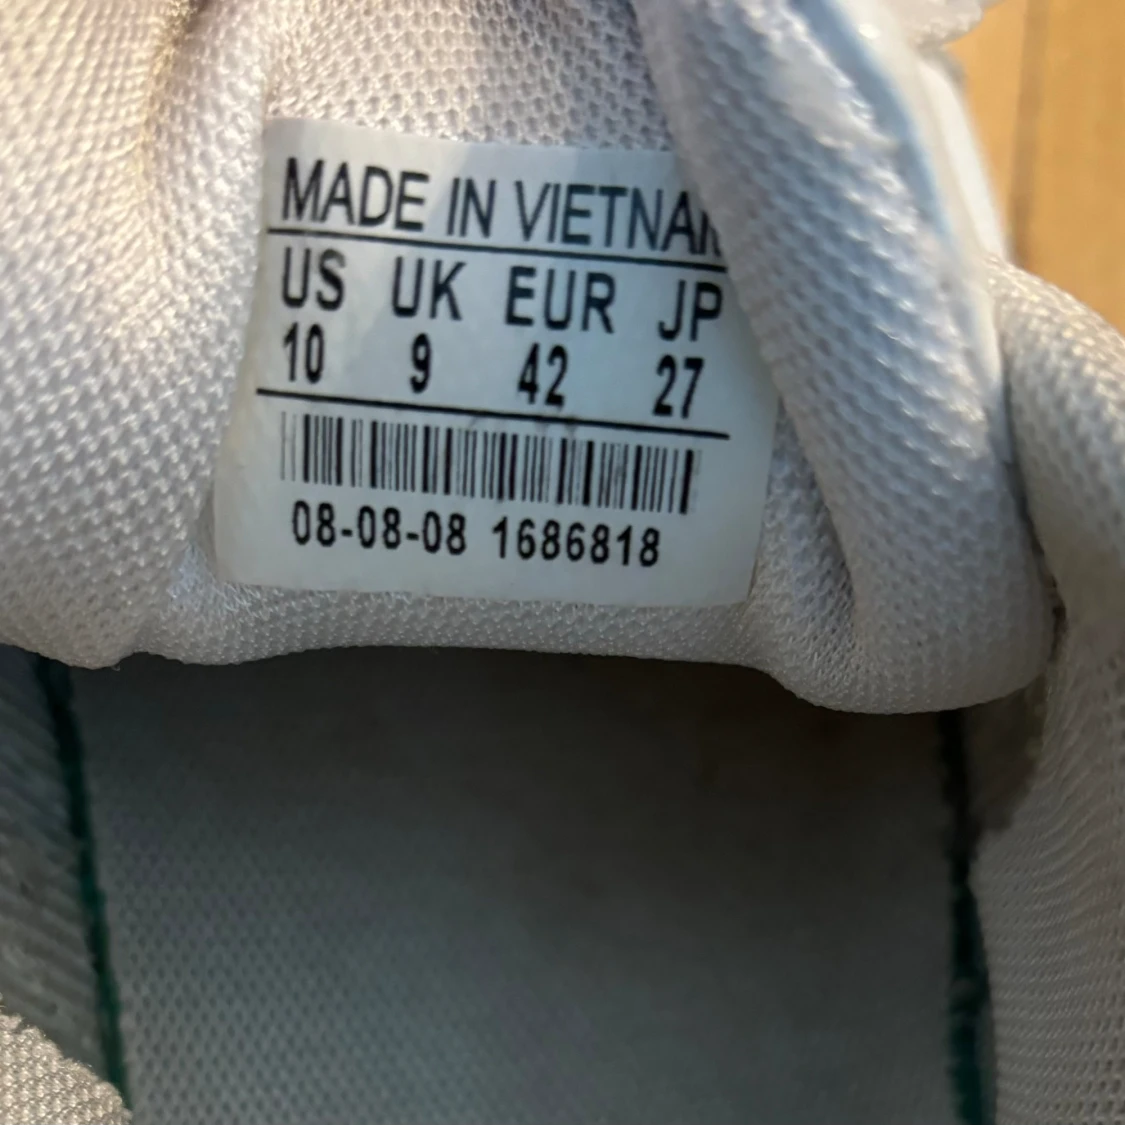 MADE IN VIETNAM
US UK EUR JP
10 9 42 27
08-08-08 1686818